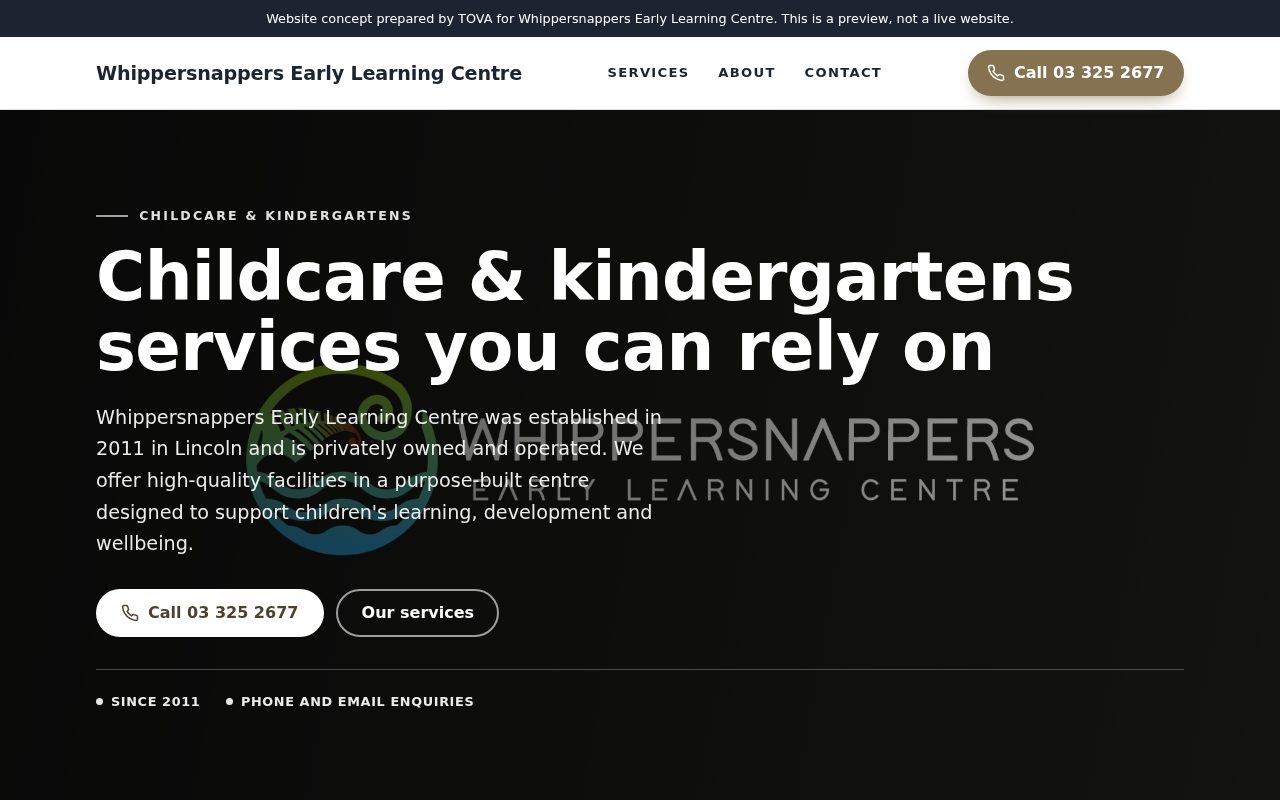 Website concept prepared by TOVA for Whippersnappers Early Learning Centre. This is a preview, not a live website.
Whippersnappers Early Learning Centre
SERVICES
ABOUT
CONTACT
Call 03 325 2677
CHILDCARE & KINDERGARTENS
Childcare & kindergartens
services you can rely on
Whippersnappers Early Learning Centre was established in
2011 in Lincoln and is privately owned and operated. We
offer high-quality facilities in a purpose-built centre
designed to support children's learning, development and
wellbeing.
WHIPPERSNAPPERS
EARLY LEARNING CENTRE
Call 03 325 2677
Our services
SINCE 2011
PHONE AND EMAIL ENQUIRIES